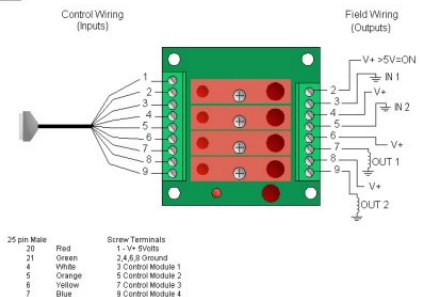 Control Wiring
(Inputs)
Field Wiring
(Outputs)
1
2
3
4
5
6
7
8
9
2
3
4
5
6
7
8
9
V+ >5V=ON
IN 1
V+
IN 2
V+
OUT 1
V+
OUT 2
25 pin Male
20 Red
21 Green
4 White
5 Orange
6 Yellow
7 Blue
Screw Terminals
1 - V+ 5Volts
2,4,6,8 Ground
3 Control Module 1
5 Control Module 2
7 Control Module 3
9 Control Module 4